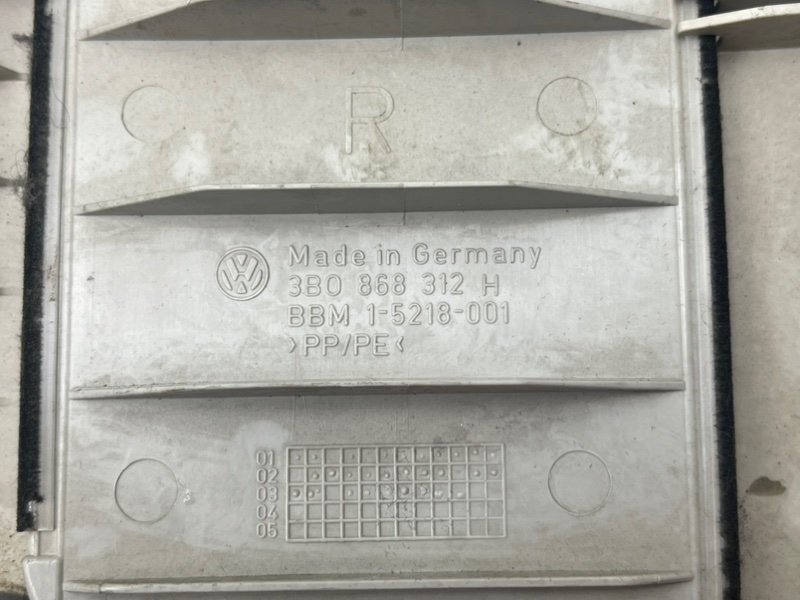 R
Made in Germany
3B0 868 312 H
BBM 1-5218-001
>PP/PE<
01
02
03
04
05